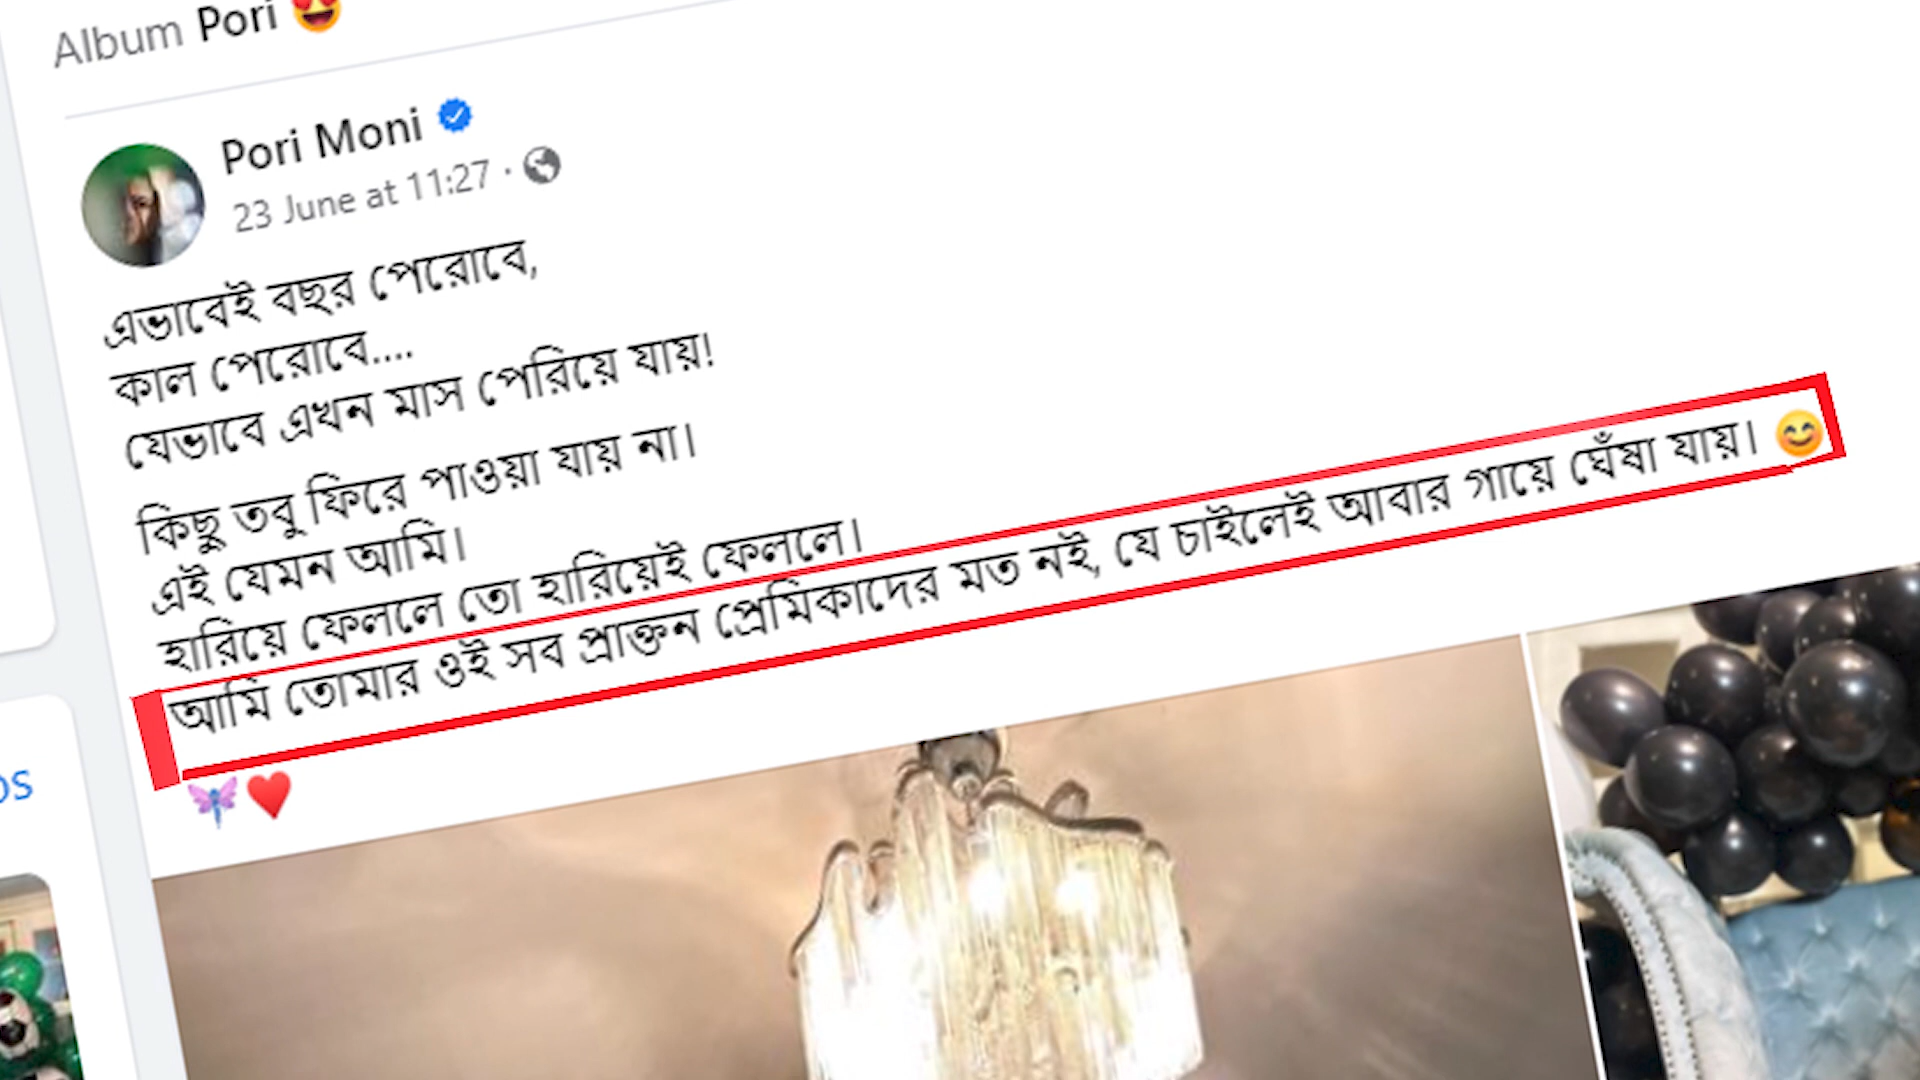 Album Pori 😍
Pori Moni
23 June at 11:27 ·
এভাবেই বছর পেরোবে,
কাল পেরোবে....
যেভাবে এখন মাস পেরিয়ে যায়!
কিছু তবু ফিরে পাওয়া যায় না।
এই যেমন আমি।
হারিয়ে ফেললে তো হারিয়েই ফেললে।
আমি তোমার ওই সব প্রাক্তন প্রেমিকাদের মত নই, যে চাইলেই আবার গায়ে ঘেঁষা যায়। 😊